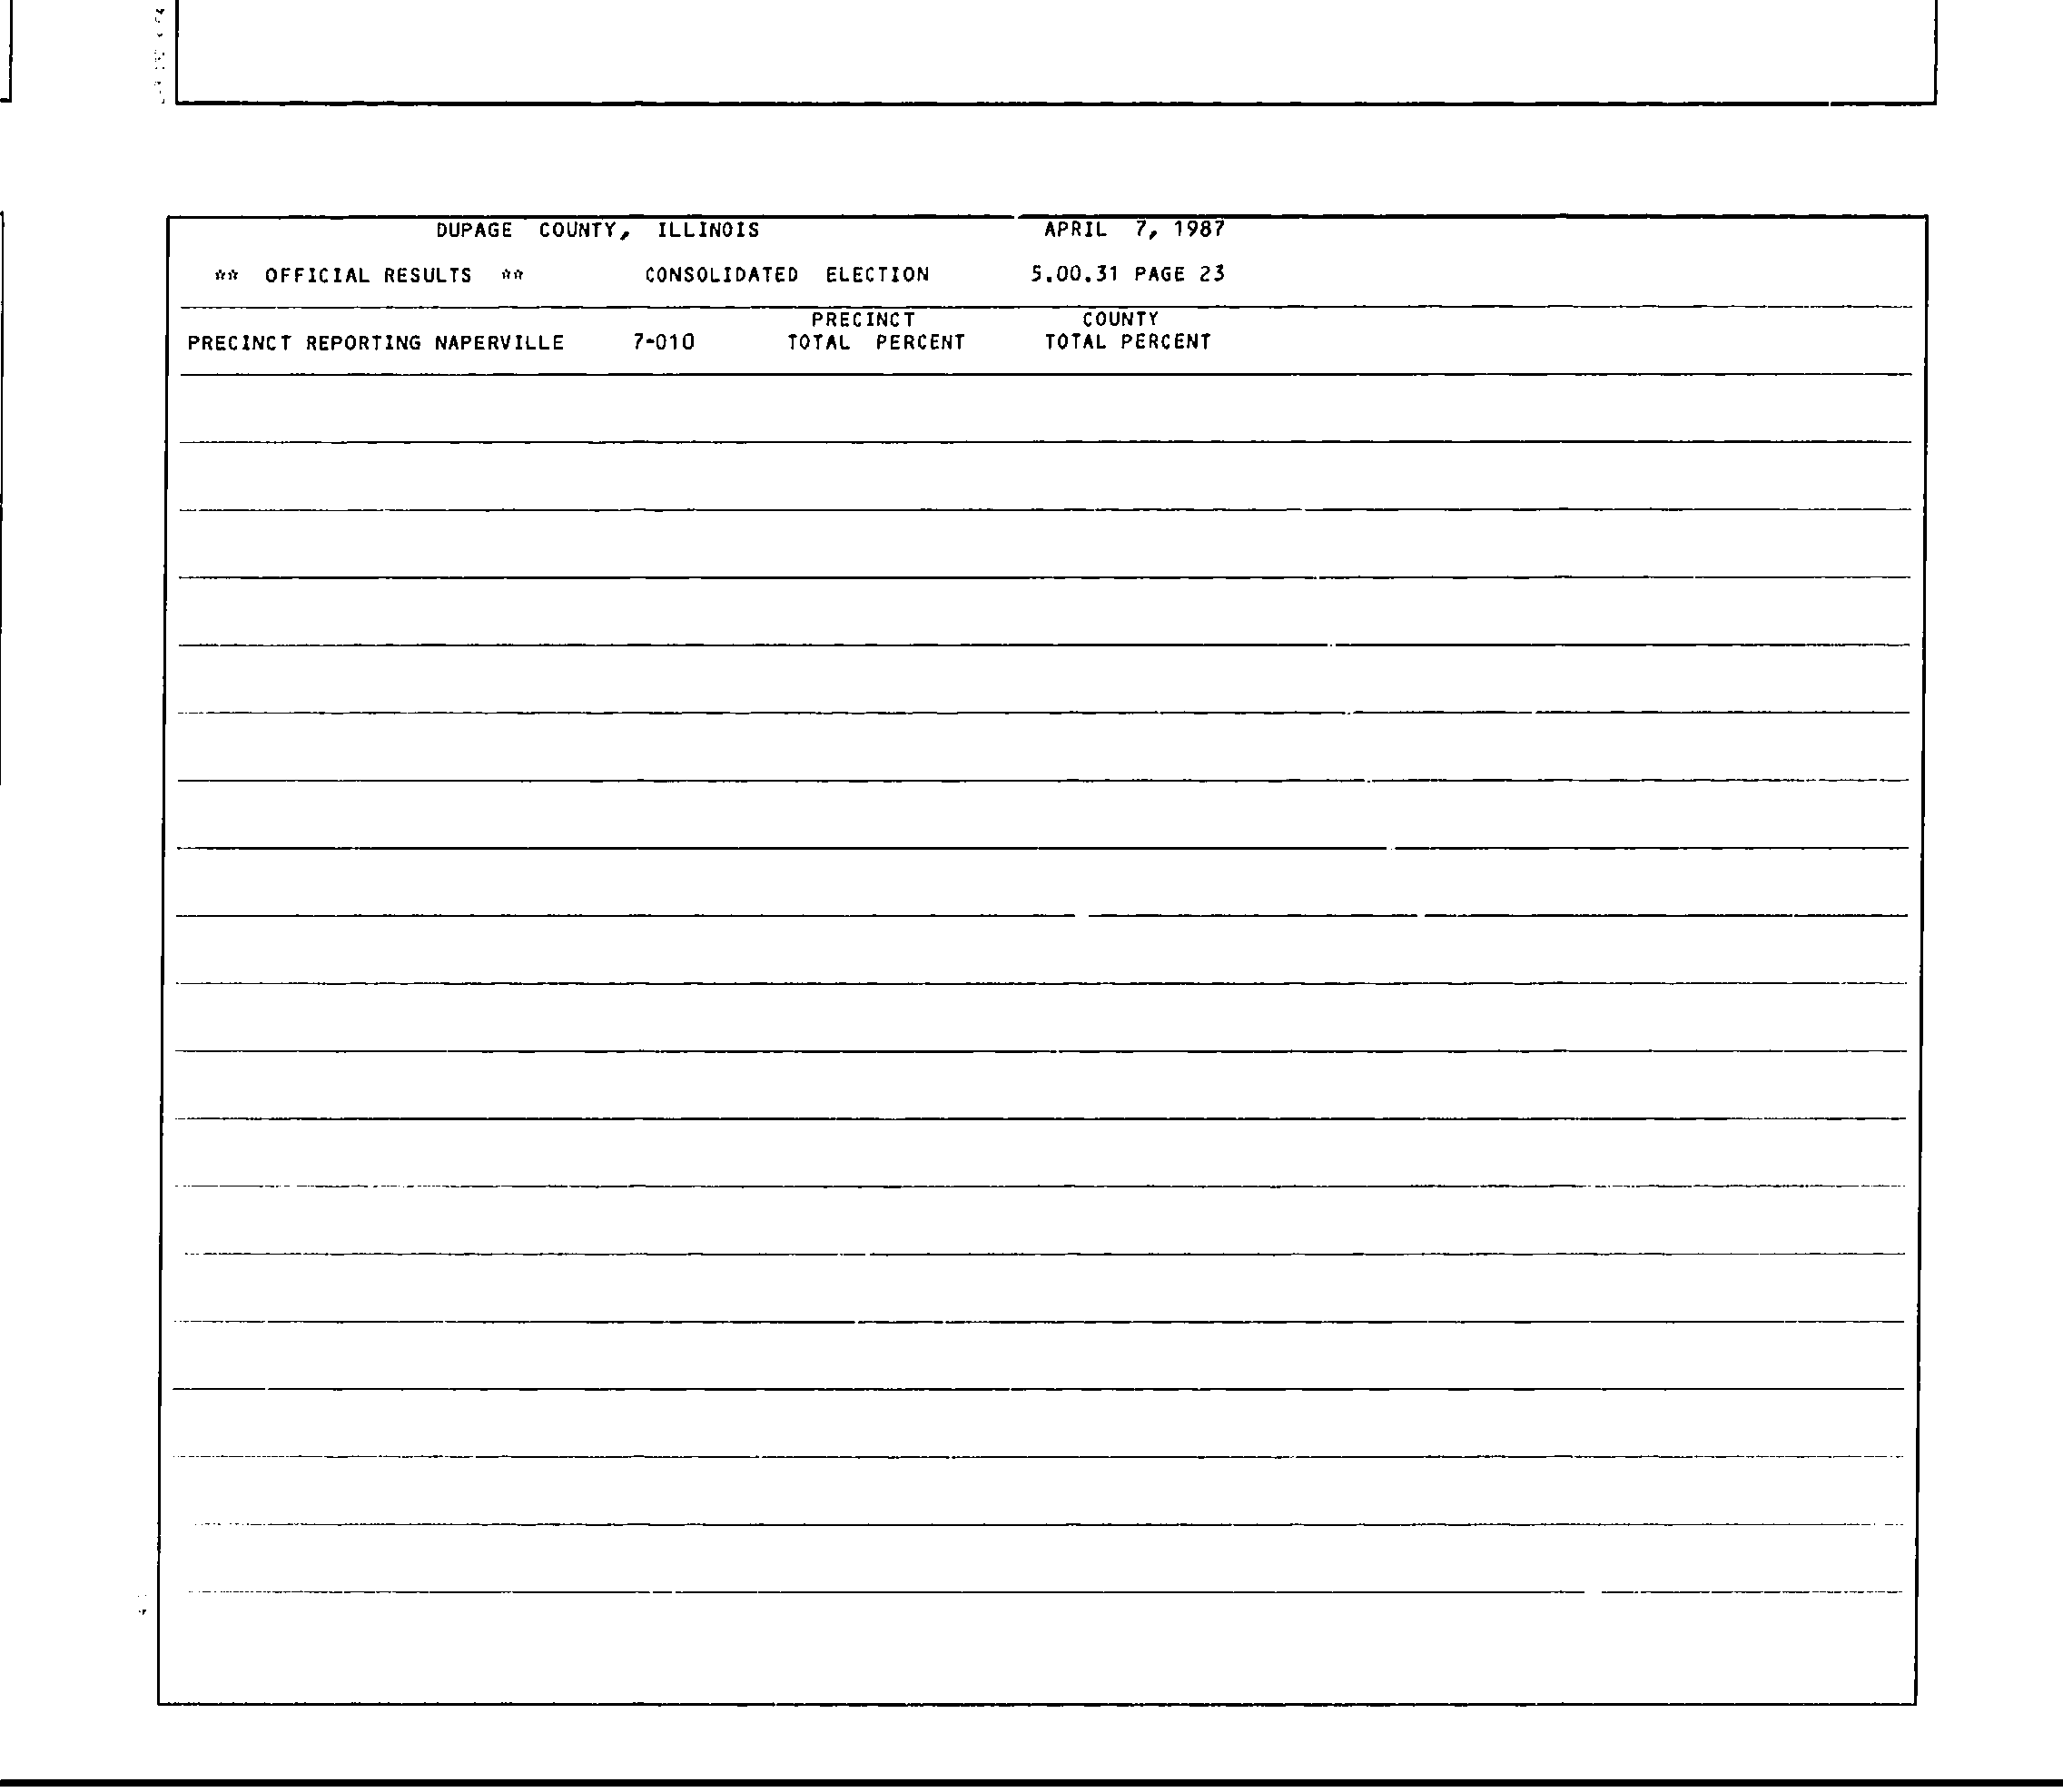 DUPAGE COUNTY, ILLINOIS APRIL 7, 1987
** OFFICIAL RESULTS ** CONSOLIDATED ELECTION 5.00.31 PAGE 23
PRECINCT COUNTY
PRECINCT REPORTING NAPERVILLE 7-010 TOTAL PERCENT TOTAL PERCENT